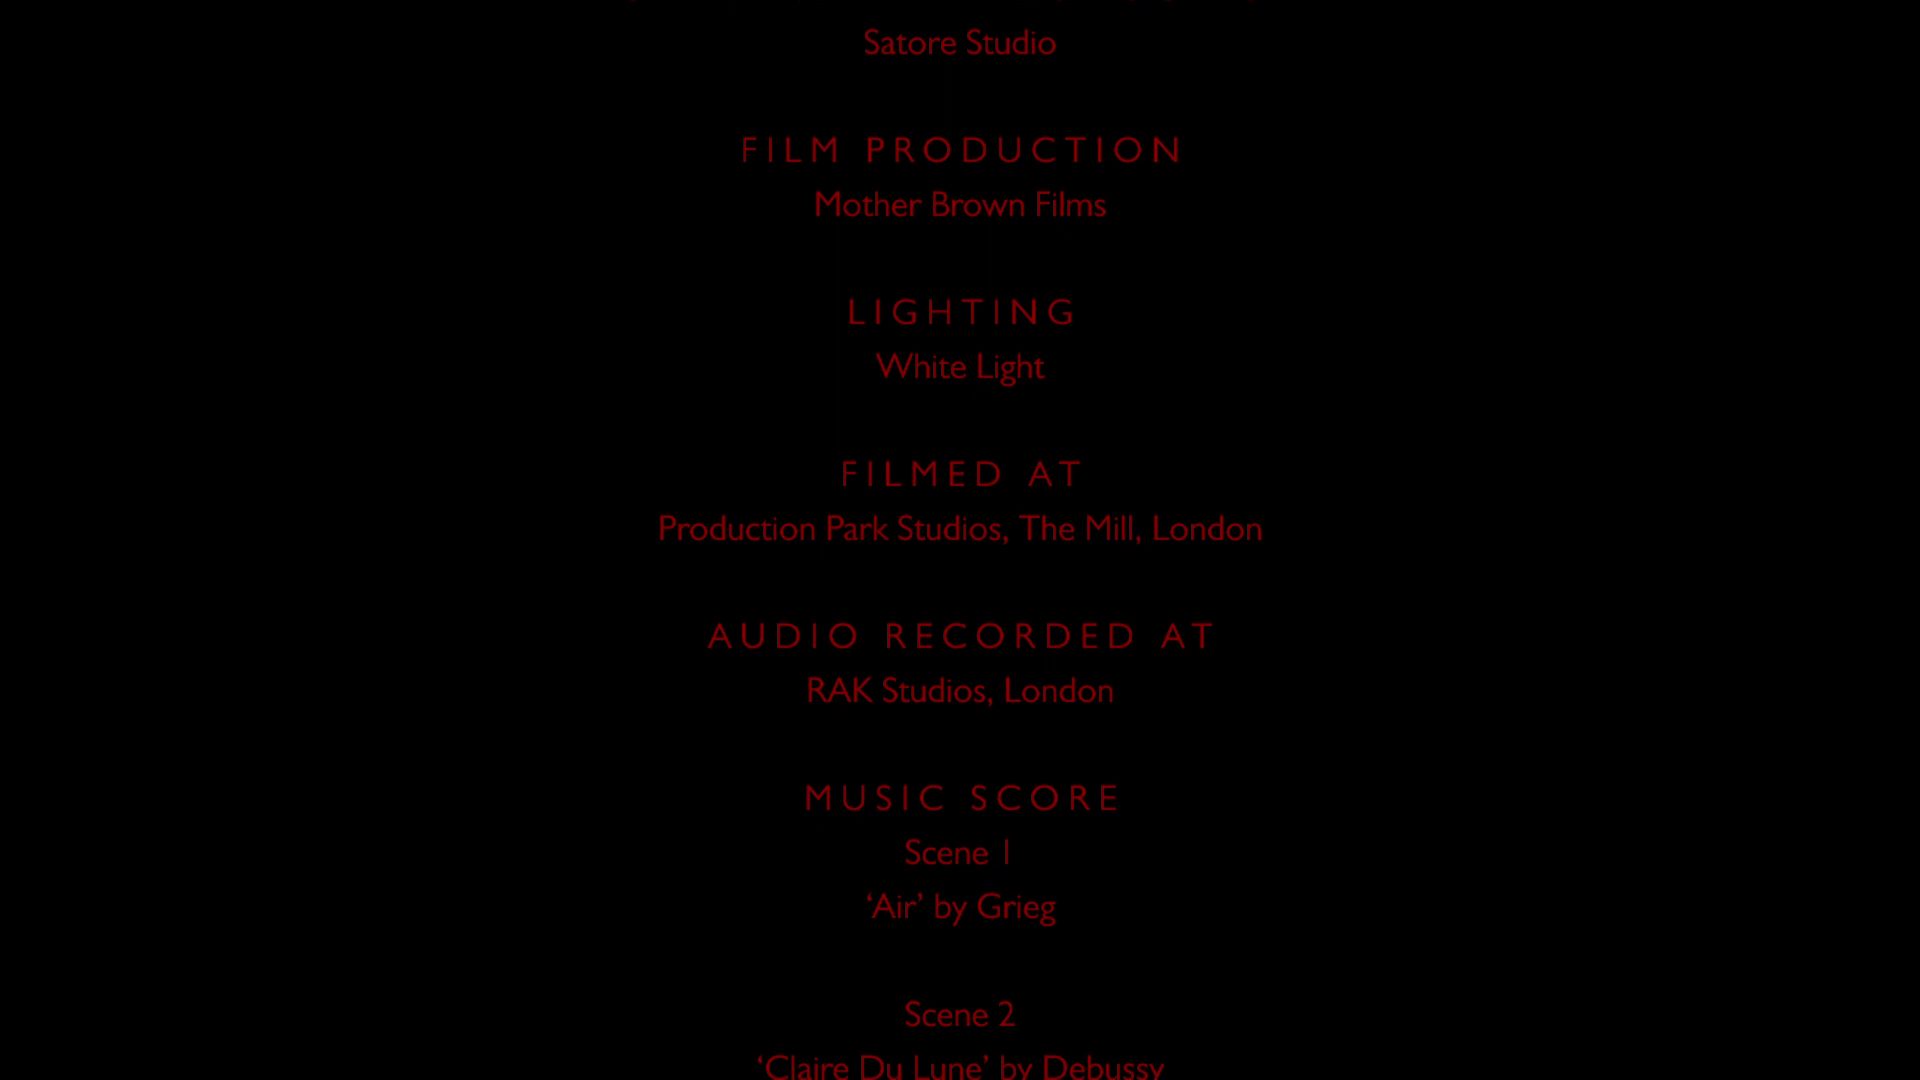 Satore Studio
FILM PRODUCTION
Mother Brown Films
LIGHTING
White Light
FILMED AT
Production Park Studios, The Mill, London
AUDIO RECORDED AT
RAK Studios, London
MUSIC SCORE
Scene 1
‘Air’ by Grieg
Scene 2
‘Claire Du Lune’ by Debussy